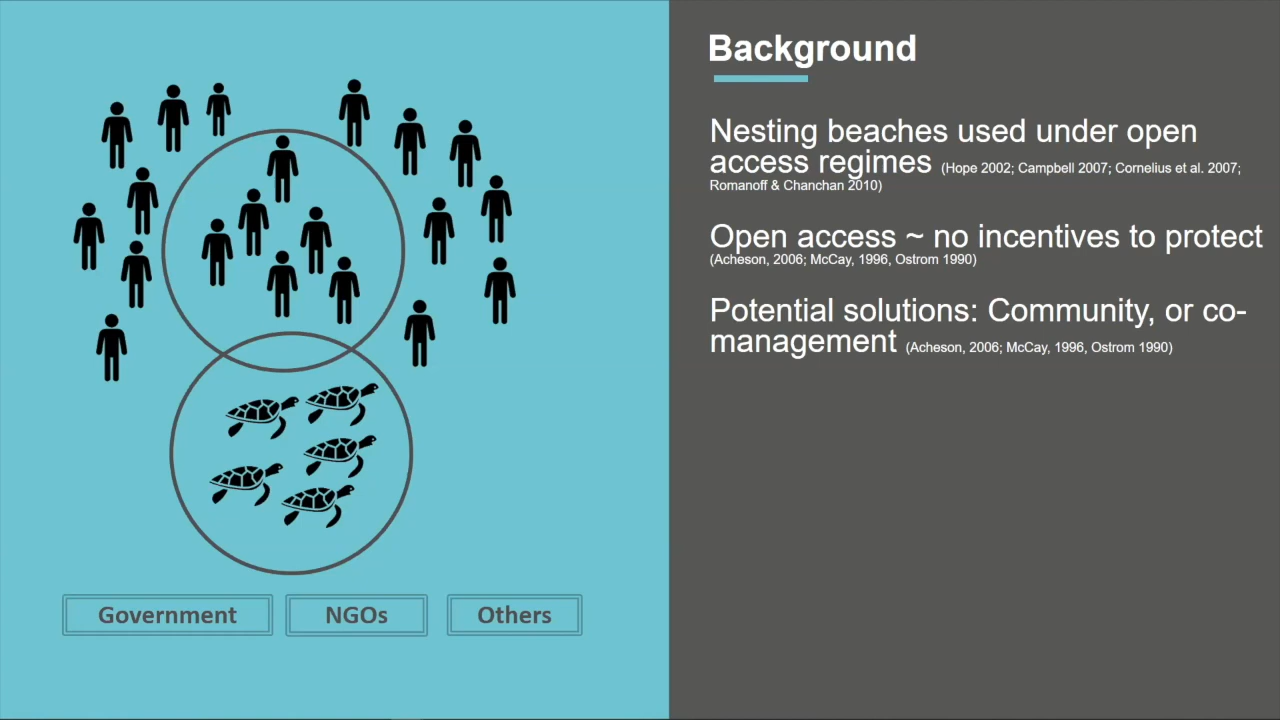 Background
Nesting beaches used under open
access regimes (Hope 2002; Campbell 2007; Cornelius et al. 2007;
Romanoff & Chanchan 2010)
Open access ~ no incentives to protect
(Acheson, 2006; McCay, 1996, Ostrom 1990)
Potential solutions: Community, or co-
management (Acheson, 2006; McCay, 1996, Ostrom 1990)
Government
NGOs
Others